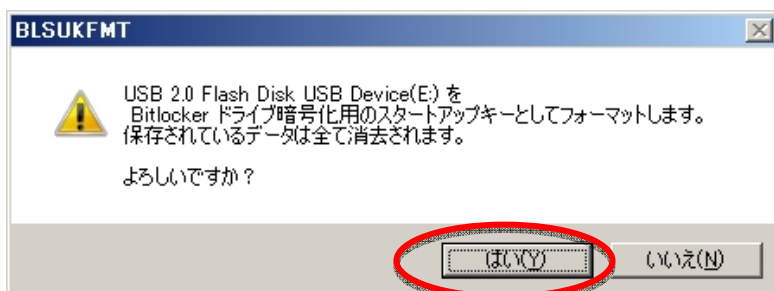 BLSUKFMT
USB 2.0 Flash Disk USB Device(E:) を
Bitlocker ドライブ暗号化用のスタートアップキーとしてフォーマットします。
保存されているデータは全て消去されます。
よろしいですか？
はい(Y) いいえ(N)